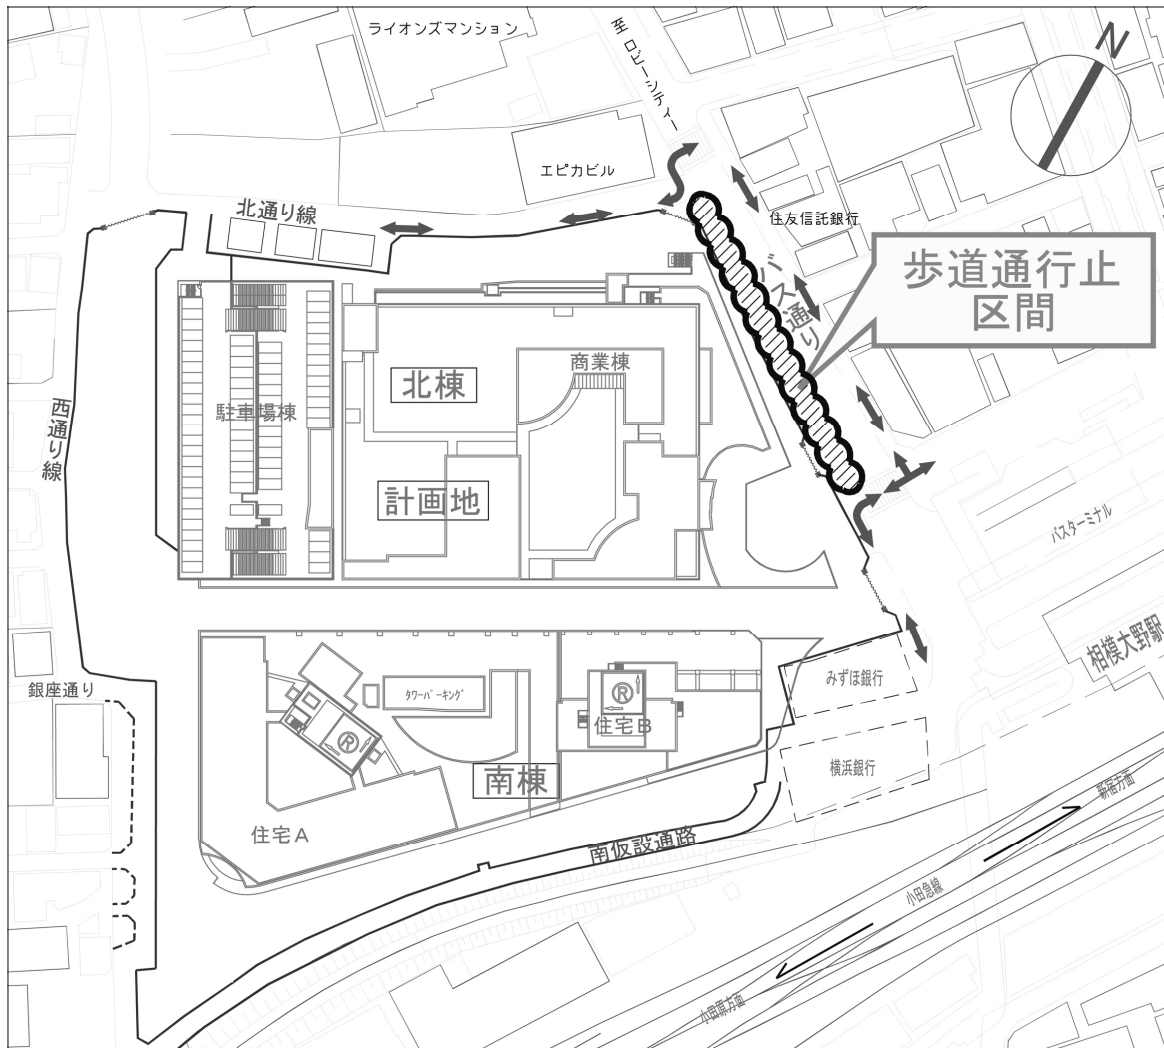 ライオンズマンション
至 ロビーシティー
N
エピカビル
北通り線
住友信託銀行
バス通り
歩道通行止
区間
商業棟
北棟
駐車場棟
西通り線
計画地
バスターミナル
相模大野駅
みずほ銀行
銀座通り
タワーパーキング
R
住宅B
R
横浜銀行
南棟
新宿方面
住宅A
南仮設通路
小田急線
小田原方面